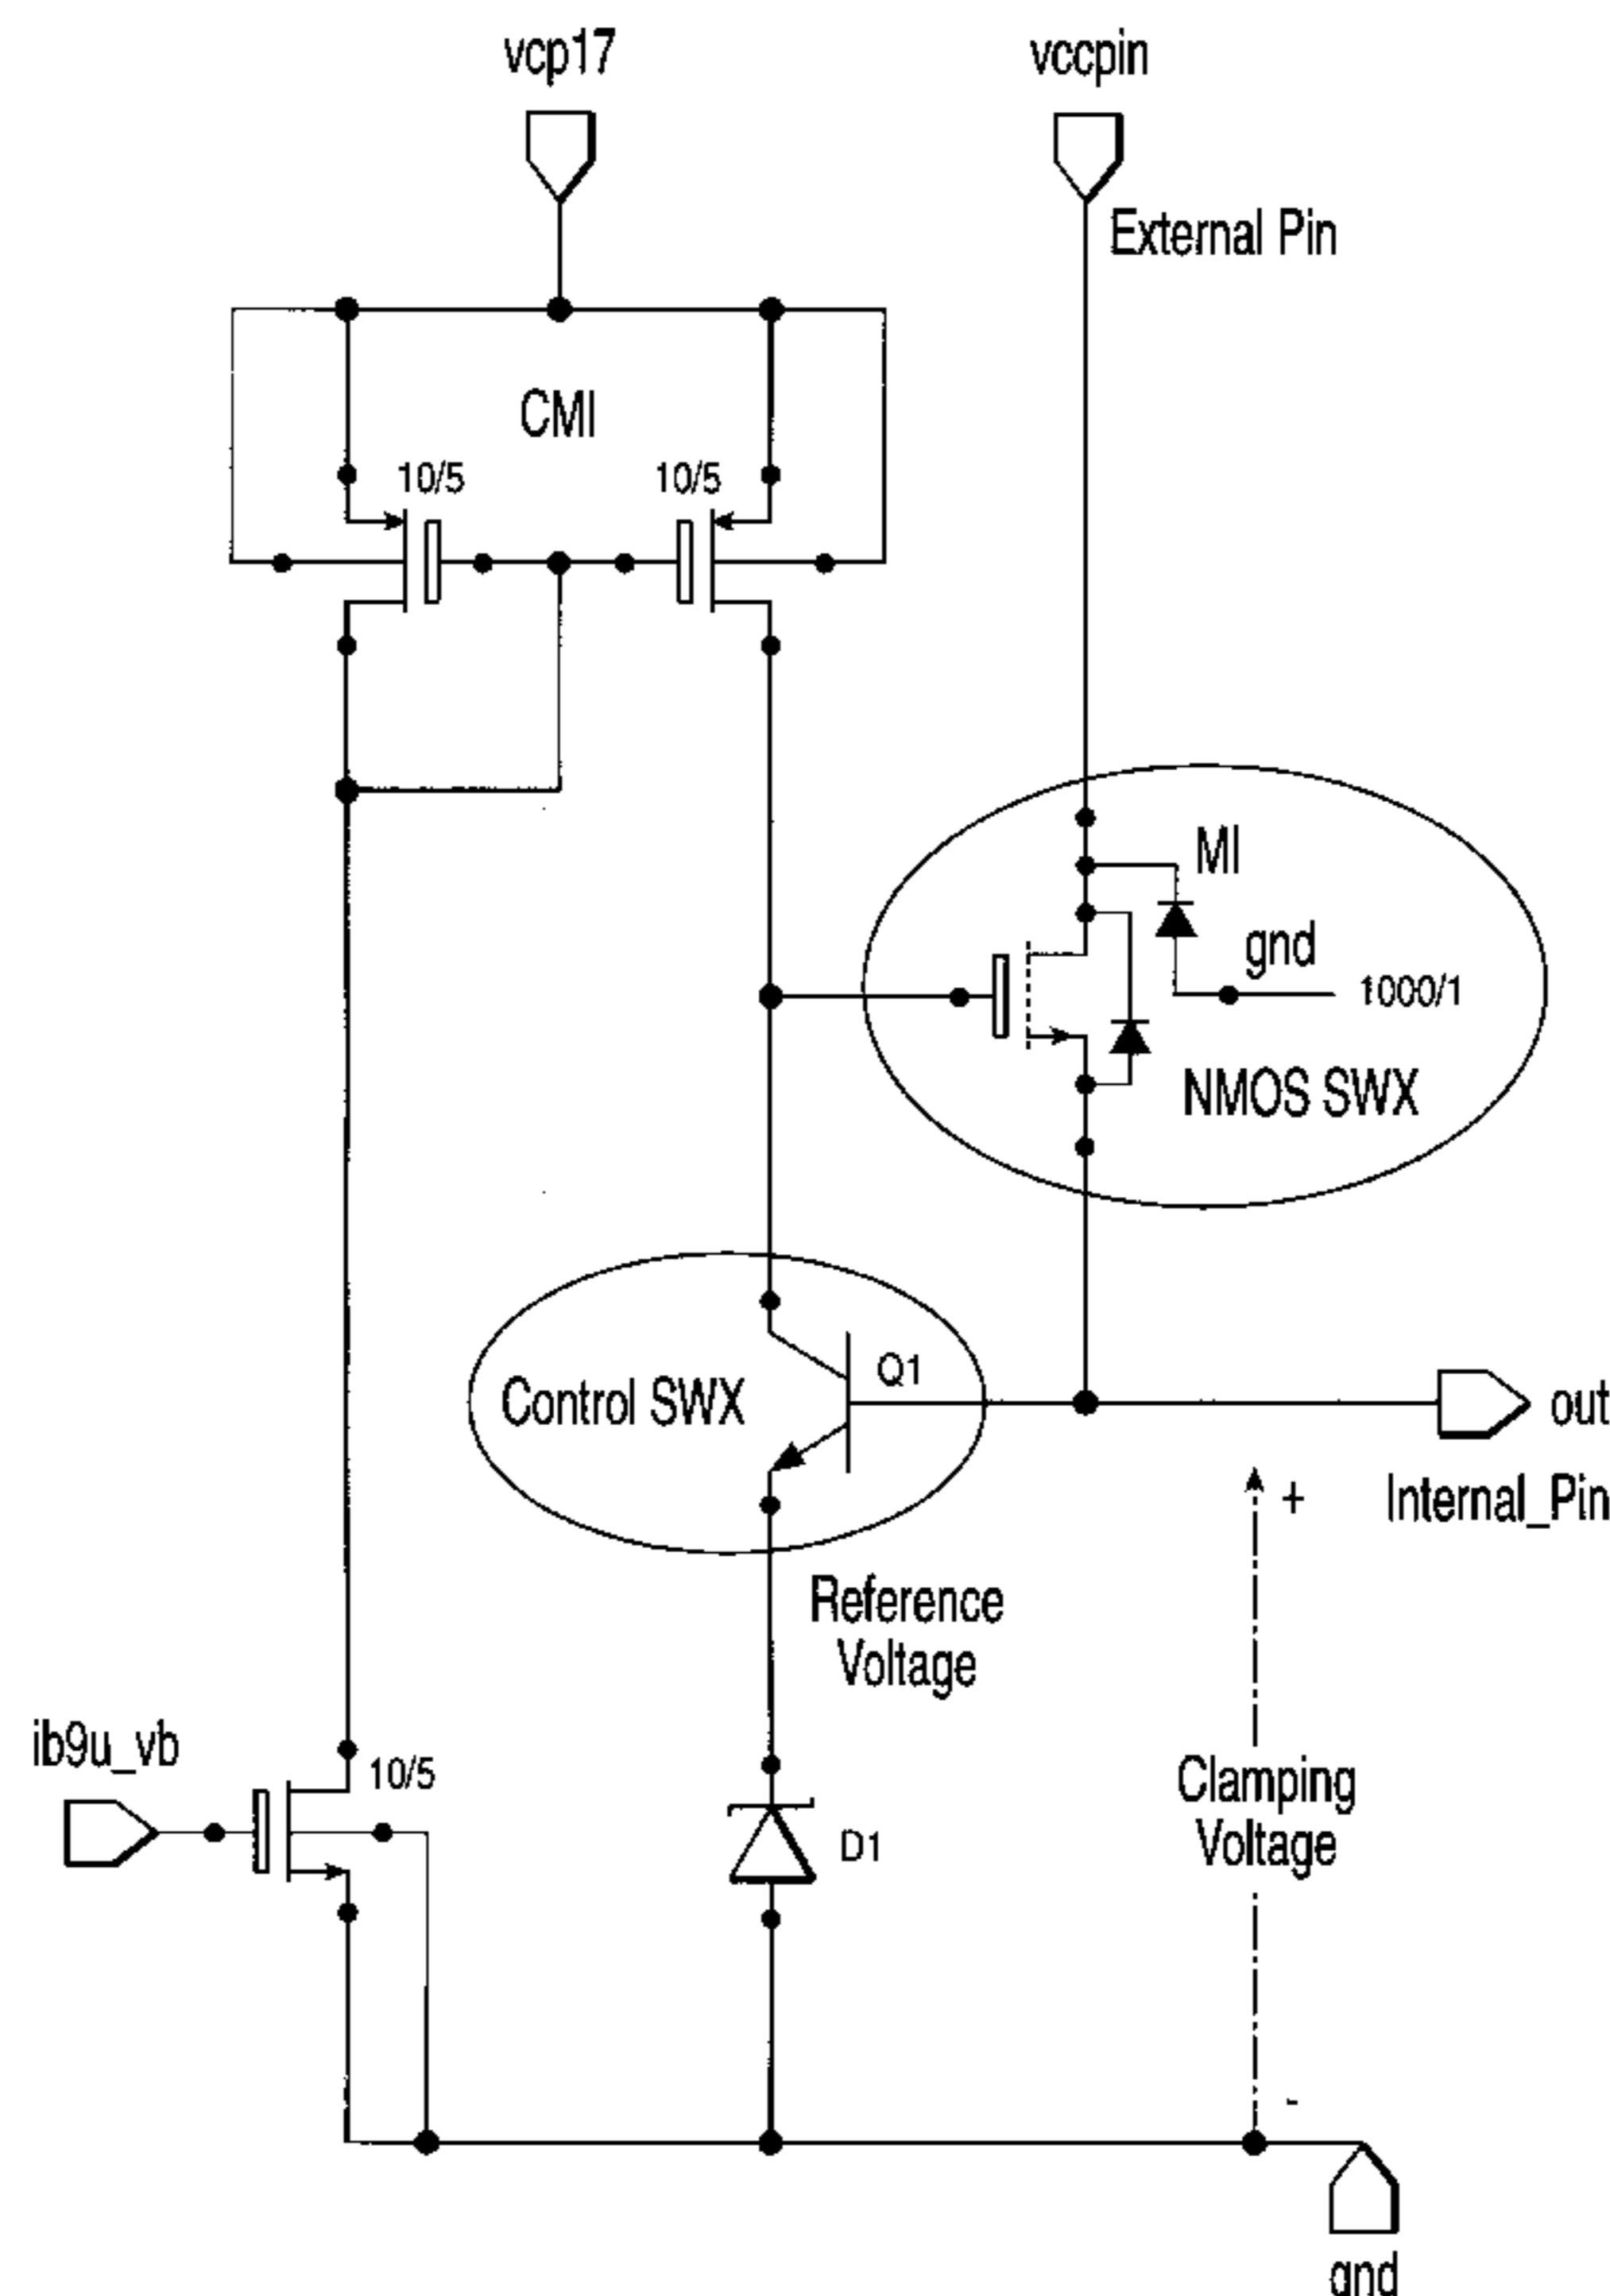 vcp17
vccpin
External Pin
CMI
10/5
10/5
MI
gnd
1000/1
NMOS SWX
Control SWX
Q1
out
Internal_Pin
+
Reference
Voltage
ib9u_vb
10/5
D1
Clamping
Voltage
-
gnd